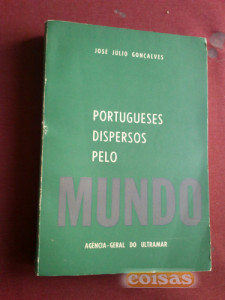 JOSÉ JÚLIO GONÇALVES
PORTUGUESES
DISPERSOS
PELO
MUNDO
AGÊNCIA-GERAL DO ULTRAMAR
coisas